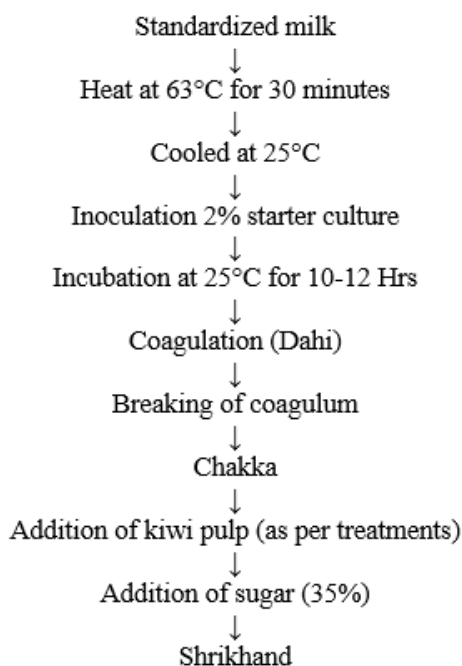 Standardized milk
↓
Heat at 63°C for 30 minutes
↓
Cooled at 25°C
↓
Inoculation 2% starter culture
↓
Incubation at 25°C for 10-12 Hrs
↓
Coagulation (Dahi)
↓
Breaking of coagulum
↓
Chakka
↓
Addition of kiwi pulp (as per treatments)
↓
Addition of sugar (35%)
↓
Shrikhand